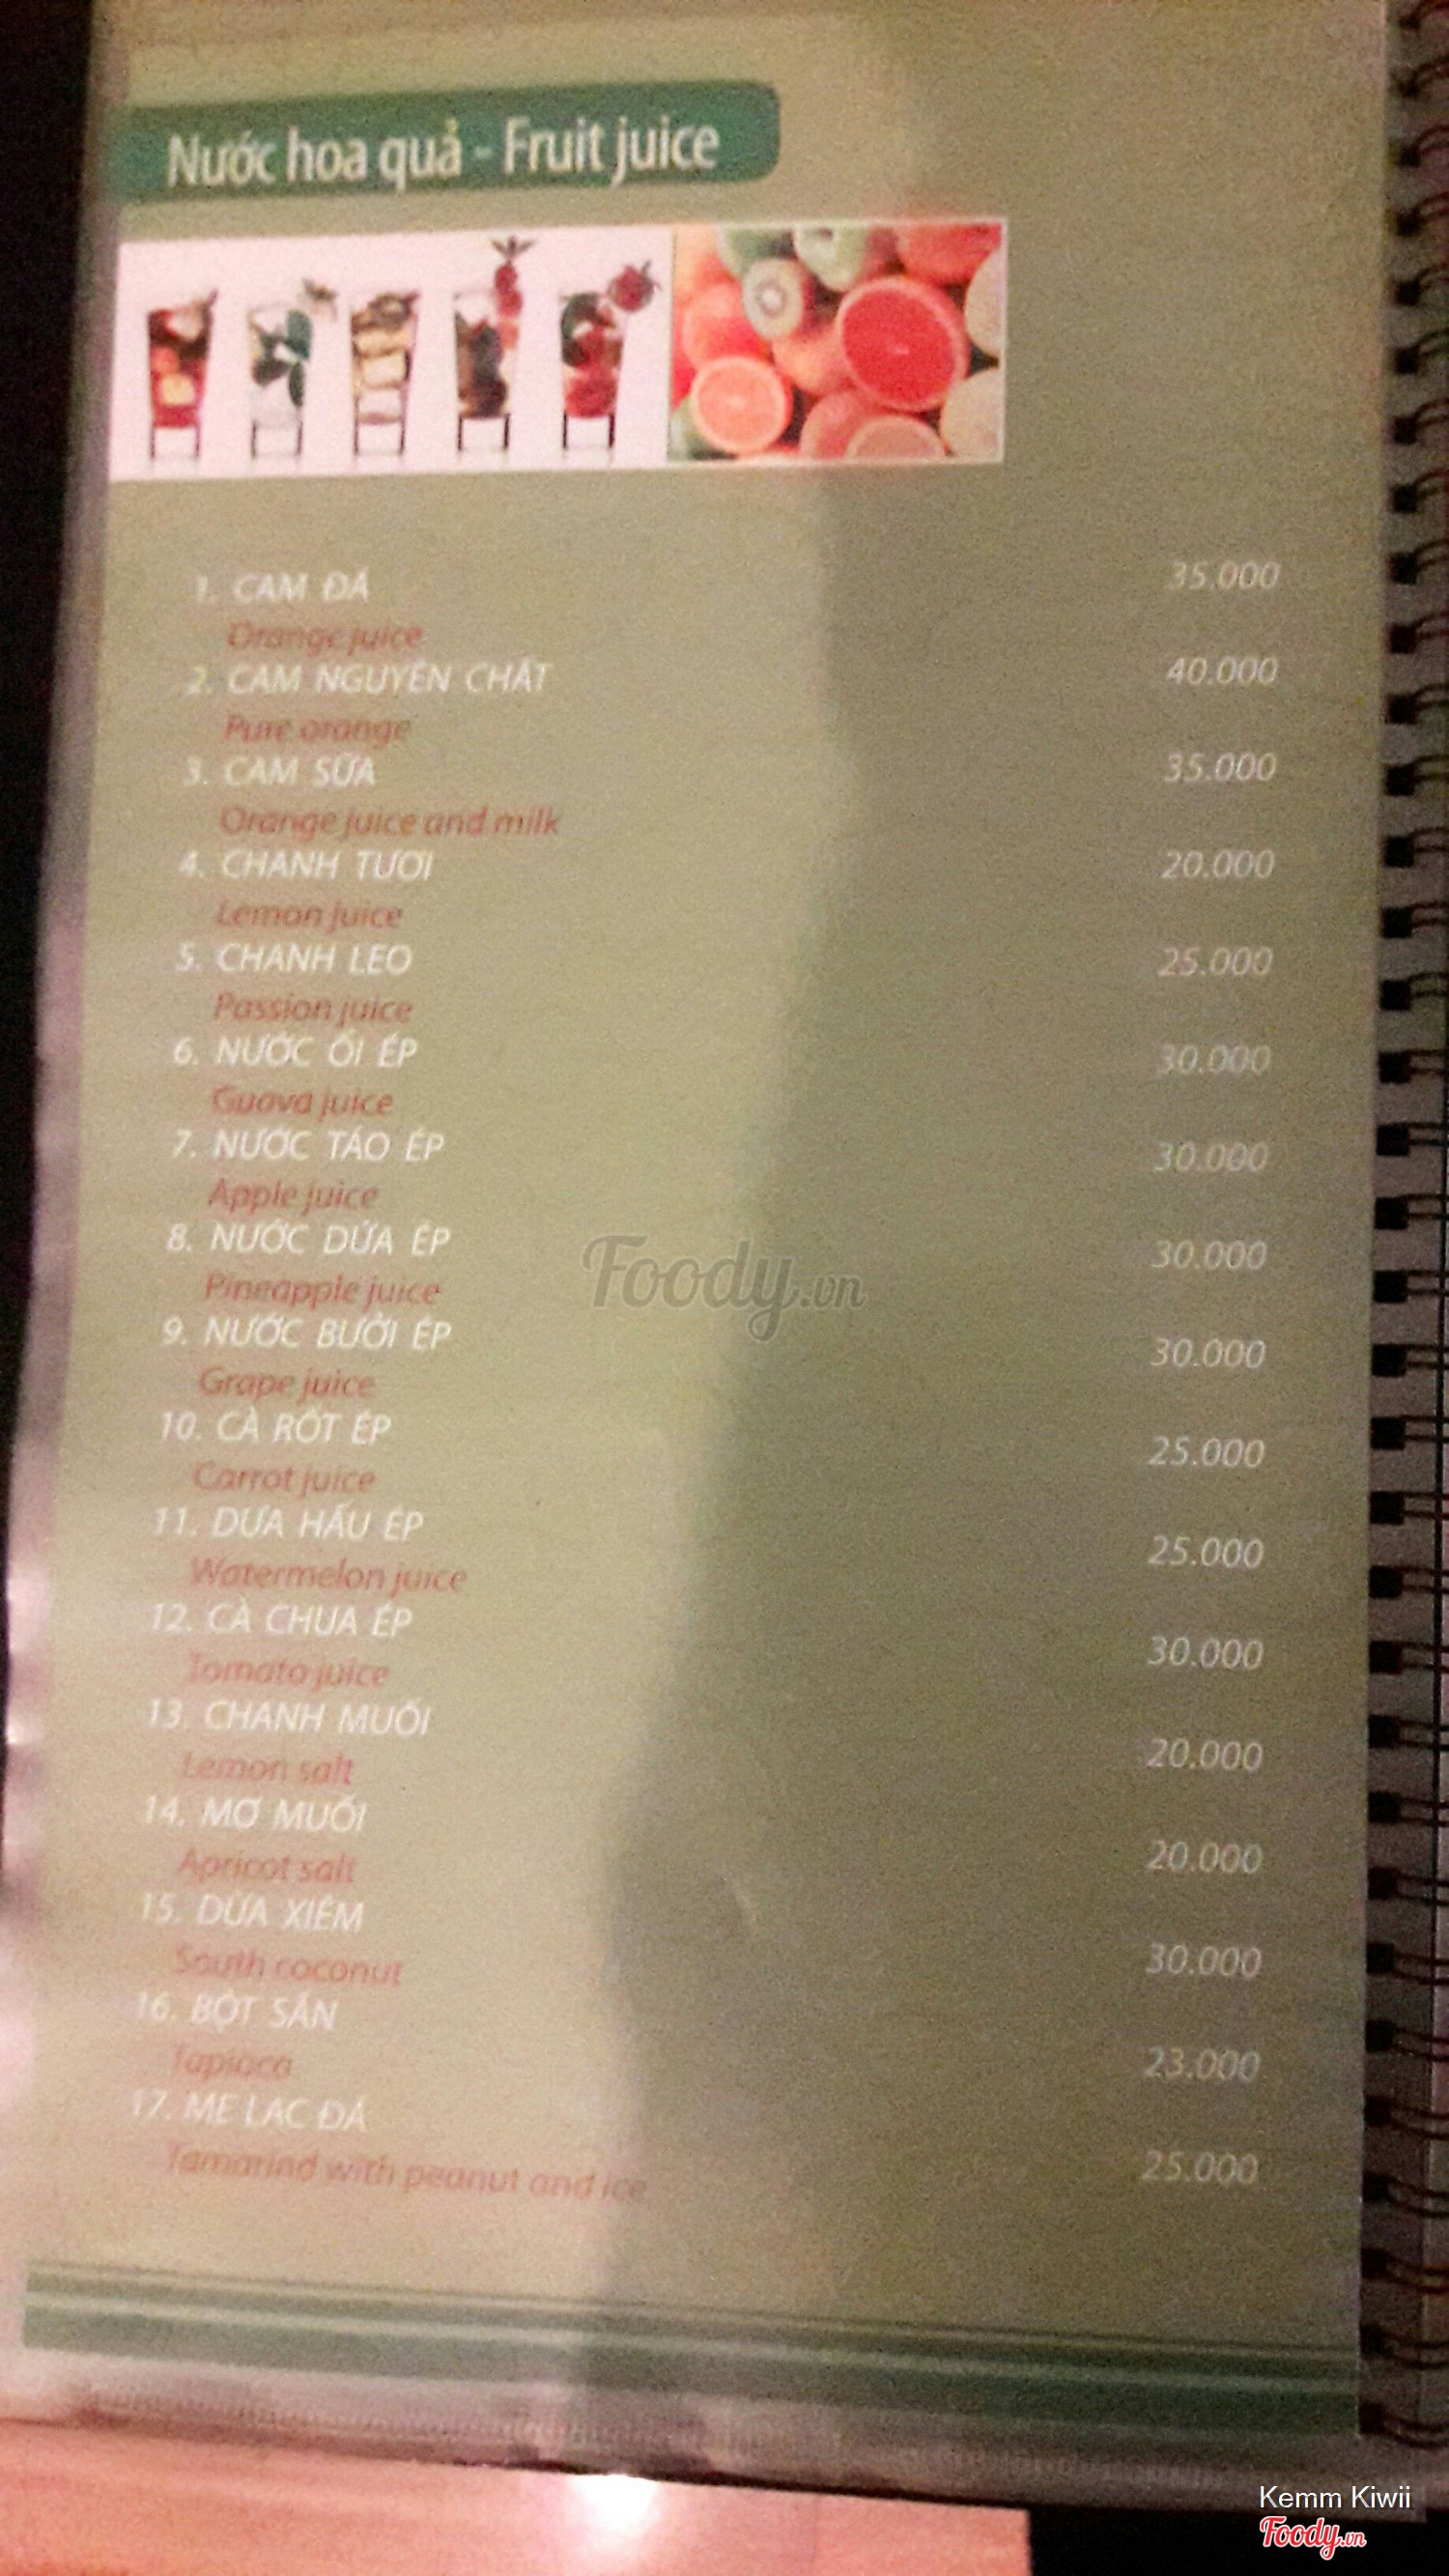 Nước hoa quả - Fruit juice
1. CAM ĐÁ 35.000
Orange juice
2. CAM NGUYÊN CHẤT 40.000
Pure orange
3. CAM SỮA 35.000
Orange juice and milk
4. CHANH TƯƠI 20.000
Lemon juice
5. CHANH LEO 25.000
Passion juice
6. NƯỚC ỔI ÉP 30.000
Guava juice
7. NƯỚC TÁO ÉP 30.000
Apple juice
8. NƯỚC DỨA ÉP 30.000
Pineapple juice
9. NƯỚC BƯỞI ÉP 30.000
Grape juice
10. CÀ RỐT ÉP 25.000
Carrot juice
11. DƯA HẤU ÉP 25.000
Watermelon juice
12. CÀ CHUA ÉP 30.000
Tomato juice
13. CHANH MUỐI 20.000
Lemon salt
14. MƠ MUỐI 20.000
Apricot salt
15. DỪA XIÊM 30.000
South coconut
16. BỘT SẮN 23.000
Tapioca
17. ME LAC ĐÁ 25.000
Tamarind with peanut and ice
Foody.vn
Kemm Kiwii
Foody.vn